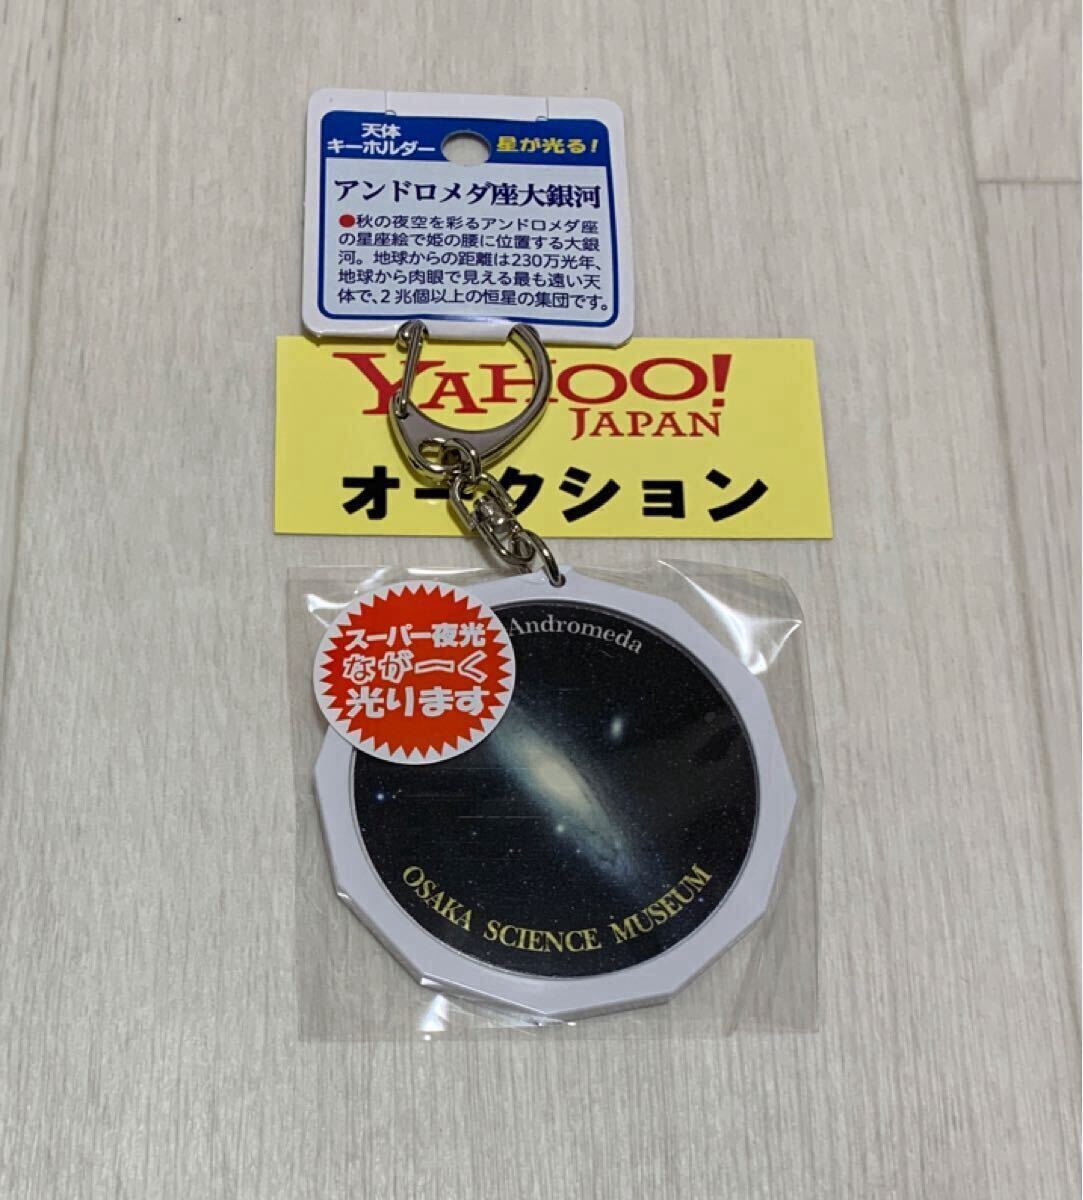 天体
キーホルダー
星が光る!
アンドロメダ座大銀河
●秋の夜空を彩るアンドロメダ座
の星座絵で姫の腰に位置する大銀
河。地球からの距離は230万光年、
地球から肉眼で見える最も遠い天
体で、2兆個以上の恒星の集団です。
YAHOO!
JAPAN
オークション
スーパー夜光
ながーく
光ります
Andromeda
OSAKA SCIENCE MUSEUM